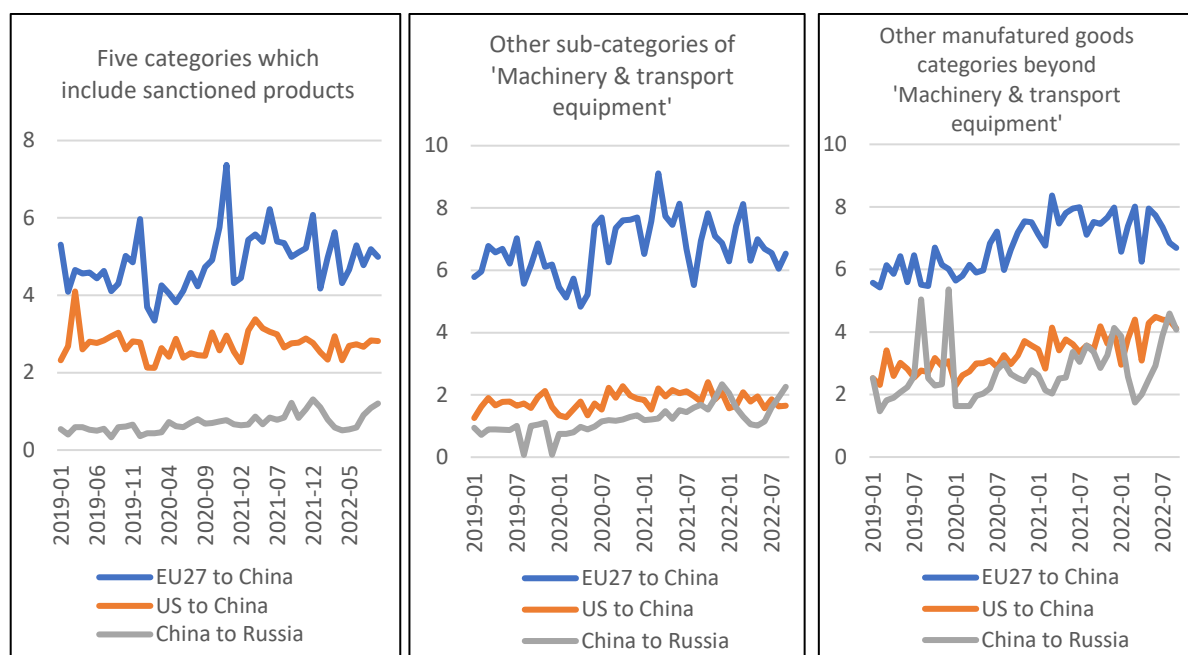 Five categories which
include sanctioned products
8
6
4
2
0
2019-01
2019-06
2019-11
2020-04
2020-09
2021-02
2021-07
2021-12
2022-05
EU27 to China
US to China
China to Russia
Other sub-categories of
'Machinery & transport
equipment'
10
8
6
4
2
0
2019-01
2019-07
2020-01
2020-07
2021-01
2021-07
2022-01
2022-07
EU27 to China
US to China
China to Russia
Other manufatured goods
categories beyond
'Machinery & transport
equipment'
10
8
6
4
2
0
2019-01
2019-07
2020-01
2020-07
2021-01
2021-07
2022-01
2022-07
EU27 to China
US to China
China to Russia